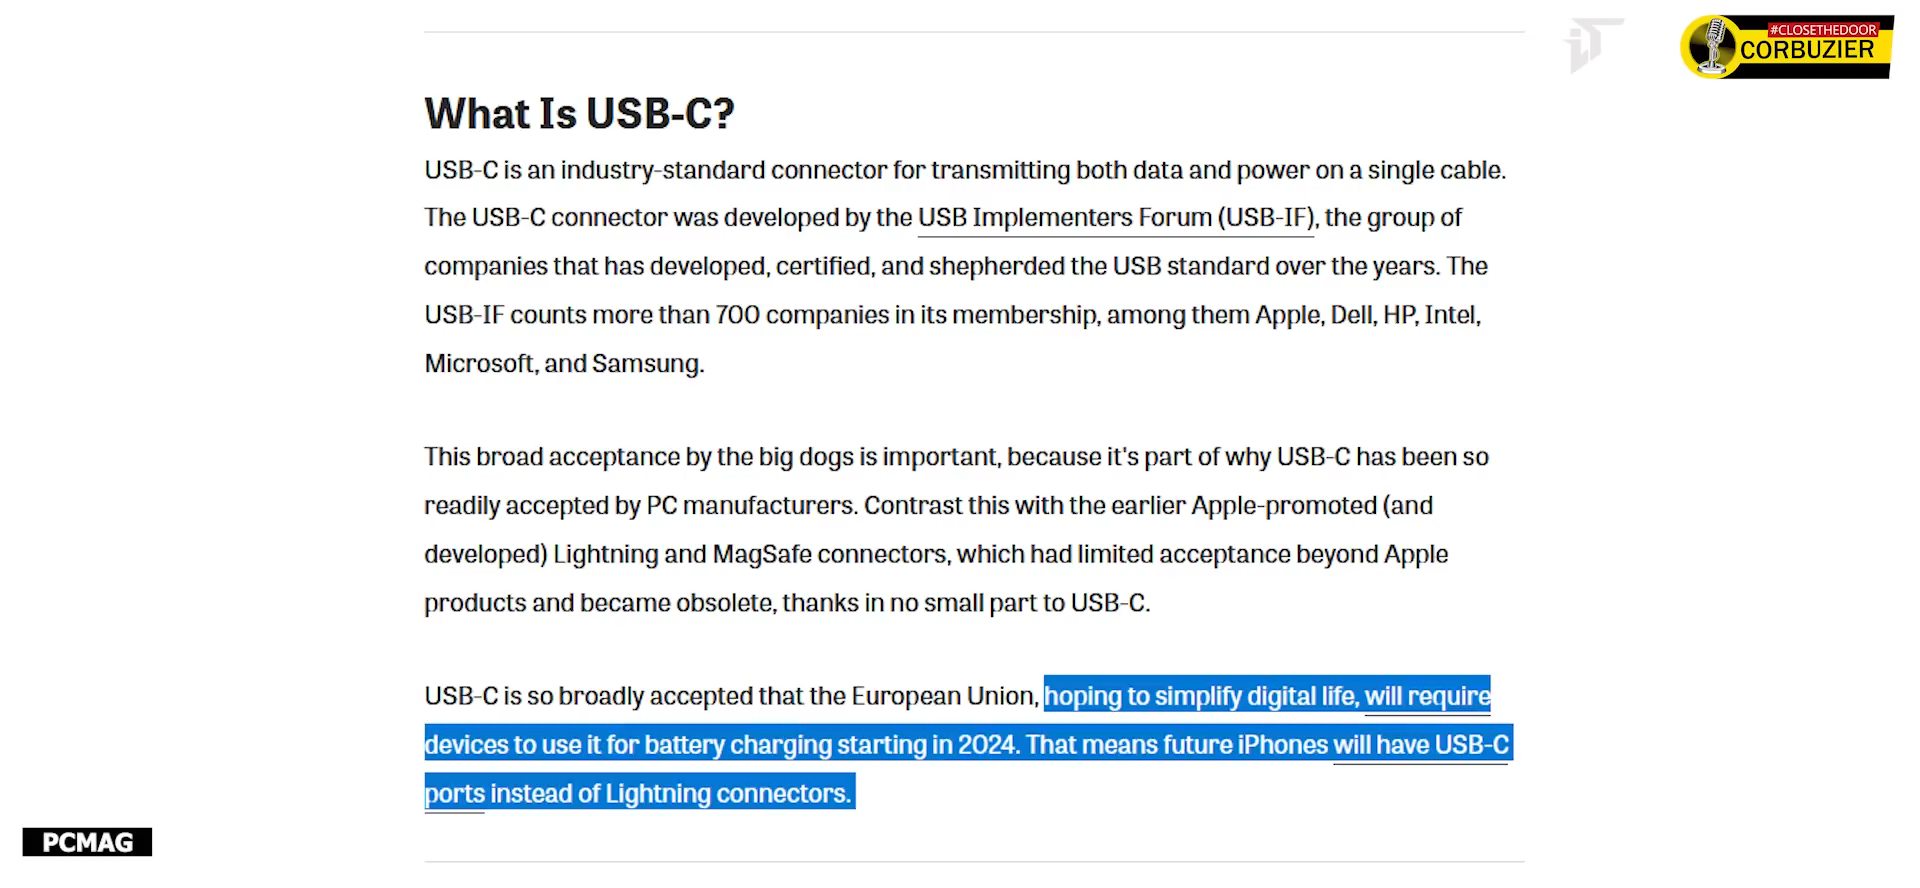 #CLOSETHEDOOR
CORBUZIER
What Is USB-C?
USB-C is an industry-standard connector for transmitting both data and power on a single cable.
The USB-C connector was developed by the USB Implementers Forum (USB-IF), the group of
companies that has developed, certified, and shepherded the USB standard over the years. The
USB-IF counts more than 700 companies in its membership, among them Apple, Dell, HP, Intel,
Microsoft, and Samsung.
This broad acceptance by the big dogs is important, because it's part of why USB-C has been so
readily accepted by PC manufacturers. Contrast this with the earlier Apple-promoted (and
developed) Lightning and MagSafe connectors, which had limited acceptance beyond Apple
products and became obsolete, thanks in no small part to USB-C.
USB-C is so broadly accepted that the European Union, hoping to simplify digital life, will require
devices to use it for battery charging starting in 2024. That means future iPhones will have USB-C
ports instead of Lightning connectors.
PCMAG